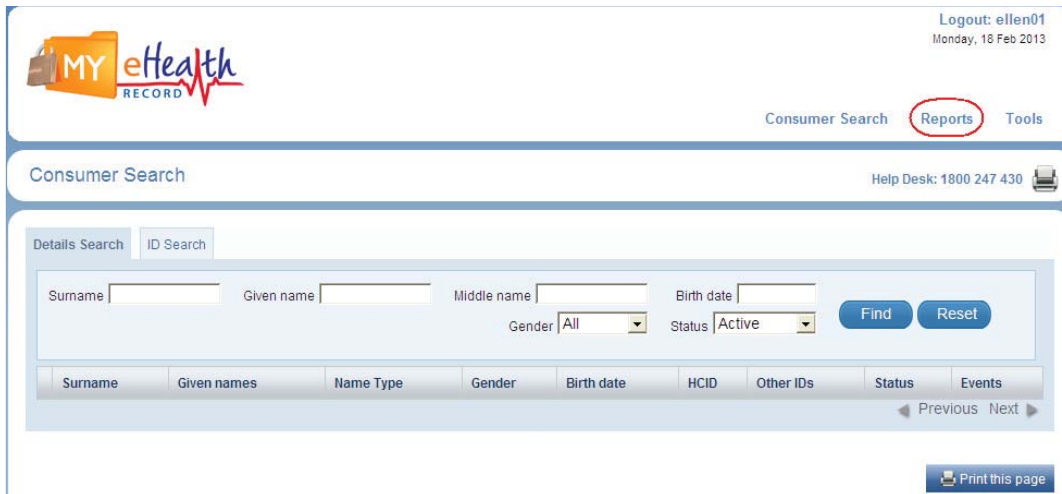 Logout: ellen01
Monday, 18 Feb 2013
MY eHealth
RECORD
Consumer Search Reports Tools
Consumer Search Help Desk: 1800 247 430
Details Search ID Search
Surname Given name Middle name Birth date
Gender All Status Active Find Reset
Surname Given names Name Type Gender Birth date HCID Other IDs Status Events
Previous Next
Print this page